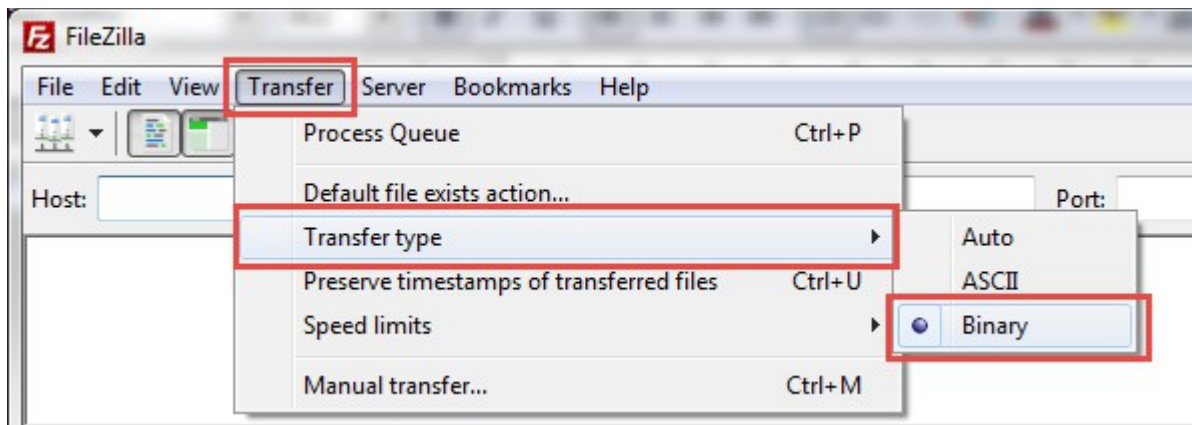 FileZilla
File Edit View Transfer Server Bookmarks Help
Process Queue Ctrl+P
Default file exists action...
Host: Port:
Transfer type
Auto
Preserve timestamps of transferred files Ctrl+U
ASCII
Speed limits
Binary
Manual transfer... Ctrl+M